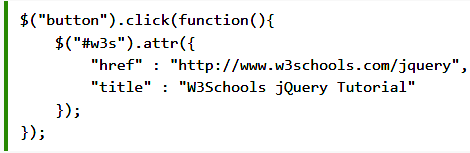 $("button").click(function(){
    $("#w3s").attr({
        "href" : "http://www.w3schools.com/jquery",
        "title" : "W3Schools jQuery Tutorial"
    });
});